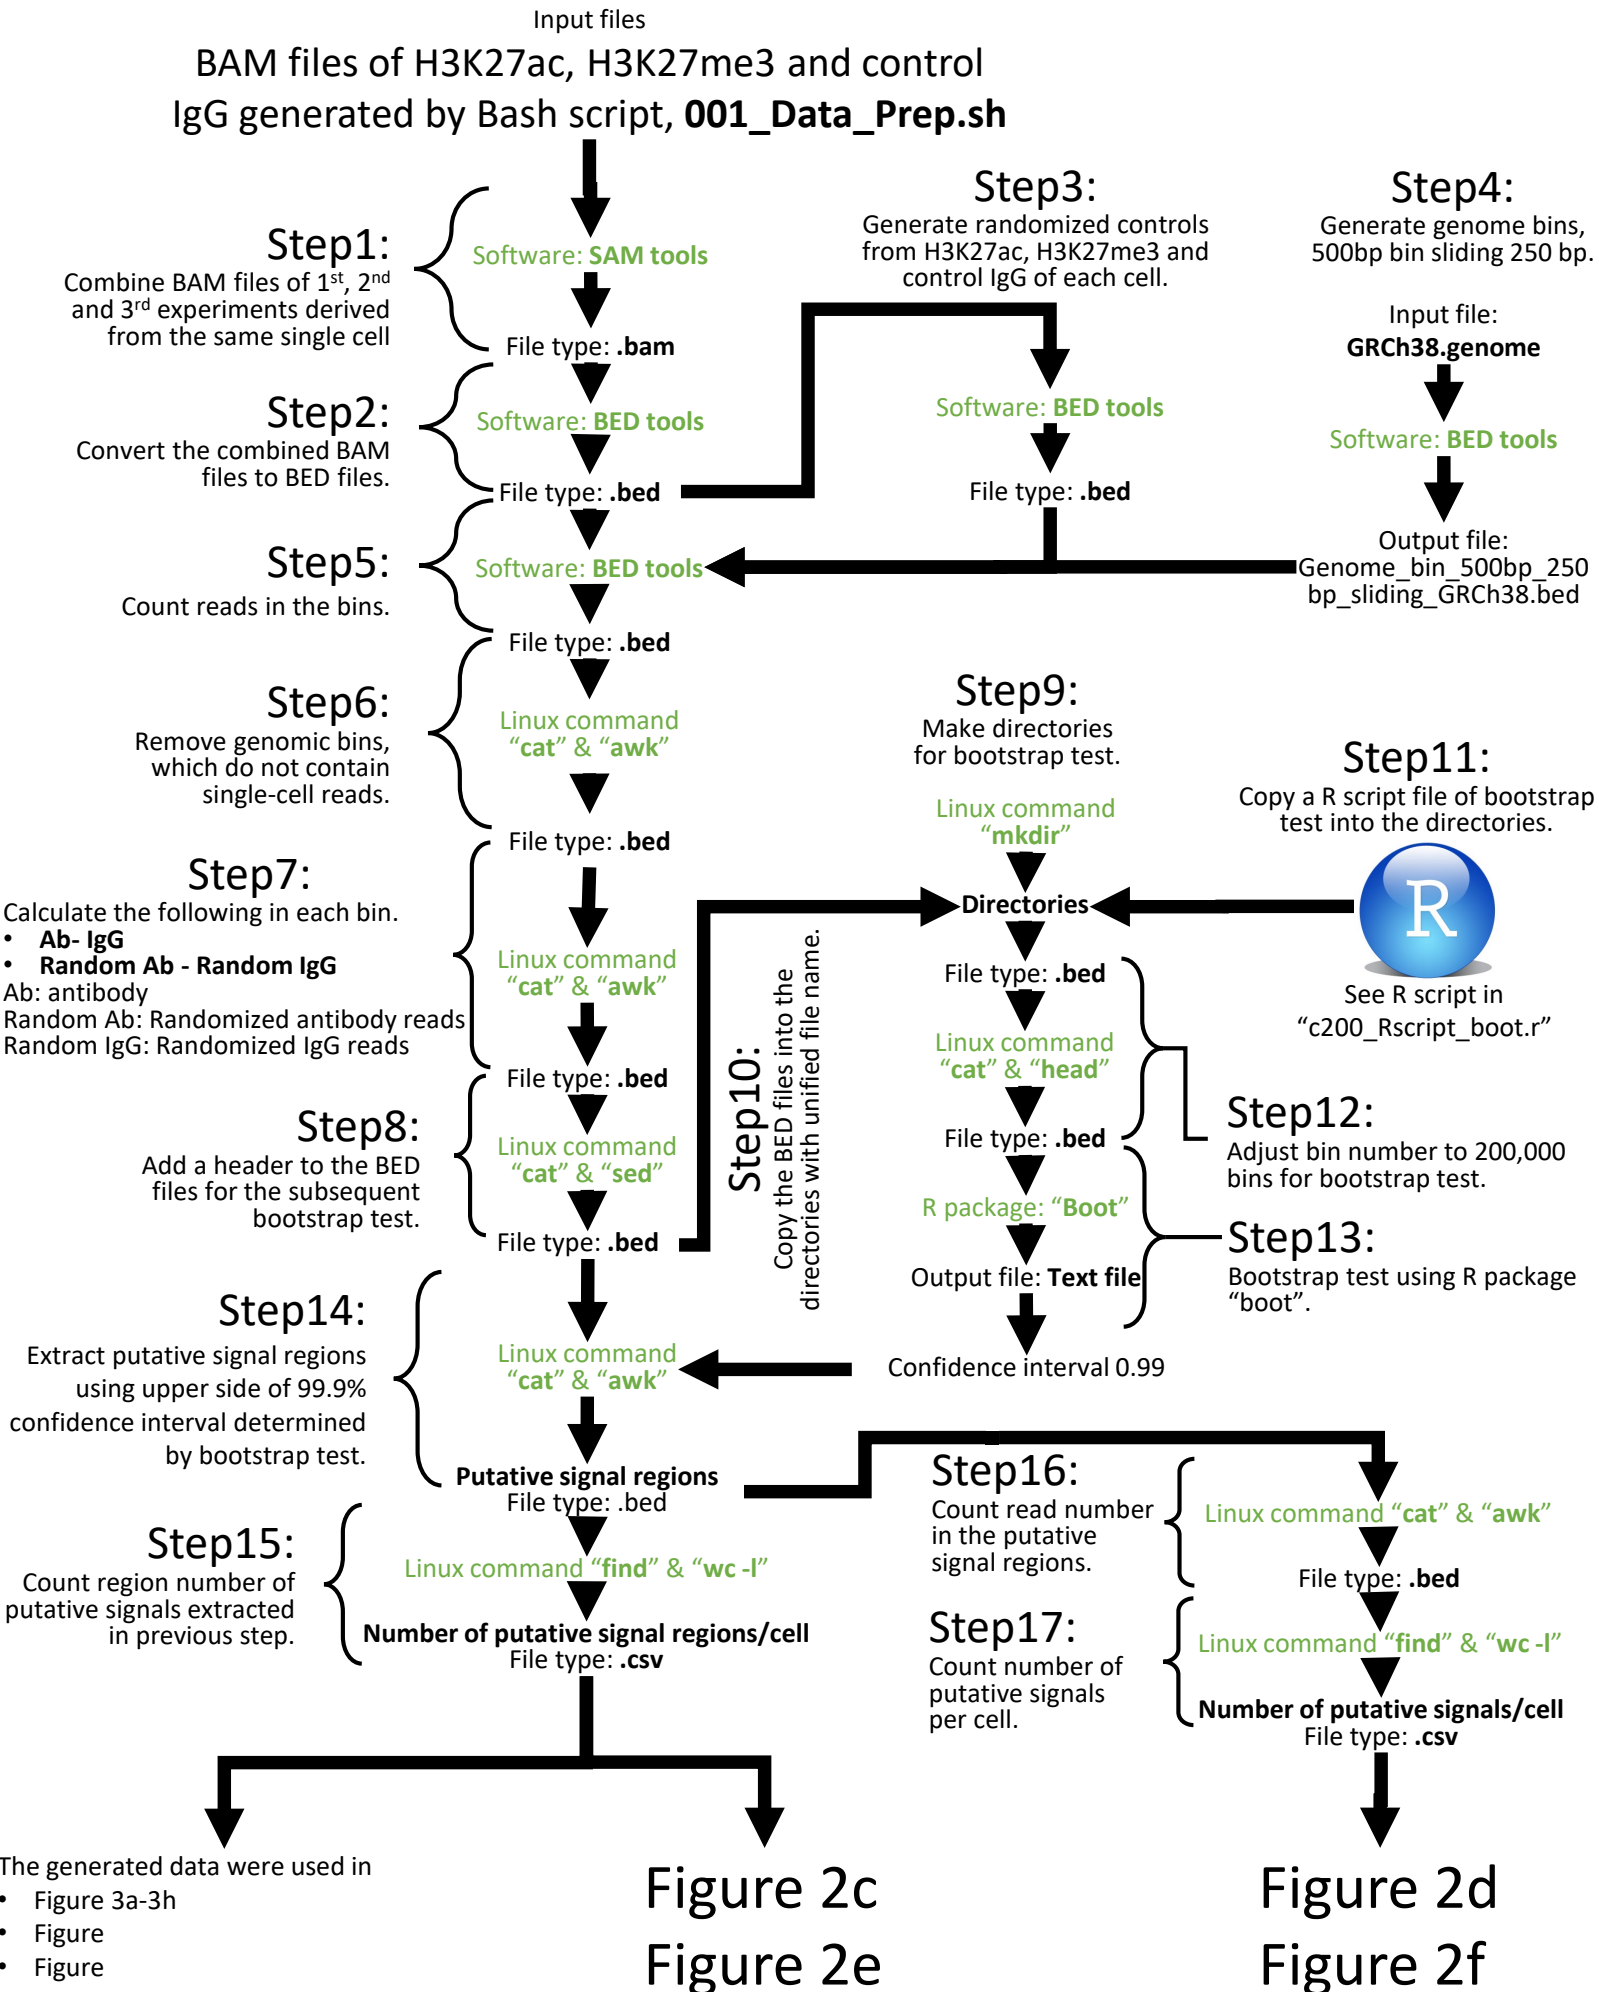 Input files
BAM files of H3K27ac, H3K27me3 and control
IgG generated by Bash script, 001_Data_Prep.sh
Step1:
Combine BAM files of 1st, 2nd
and 3rd experiments derived
from the same single cell
Software: SAM tools
File type: .bam
Step2:
Convert the combined BAM
files to BED files.
Software: BED tools
File type: .bed
Step3:
Generate randomized controls
from H3K27ac, H3K27me3 and
control IgG of each cell.
Software: BED tools
File type: .bed
Step4:
Generate genome bins,
500bp bin sliding 250 bp.
Input file:
GRCh38.genome
Software: BED tools
Output file:
Genome_bin_500bp_250
bp_sliding_GRCh38.bed
Step5:
Count reads in the bins.
Software: BED tools
File type: .bed
Step6:
Remove genomic bins,
which do not contain
single-cell reads.
Linux command
“cat” & “awk”
File type: .bed
Step7:
Calculate the following in each bin.
• Ab- IgG
• Random Ab - Random IgG
Ab: antibody
Random Ab: Randomized antibody reads
Random IgG: Randomized IgG reads
Linux command
“cat” & “awk”
File type: .bed
Step8:
Add a header to the BED
files for the subsequent
bootstrap test.
Linux command
“cat” & “sed”
File type: .bed
Step9:
Make directories
for bootstrap test.
Linux command
“mkdir”
Directories
Step10:
Copy the BED files into the
directories with unified file name.
Step11:
Copy a R script file of bootstrap
test into the directories.
R
See R script in
“c200_Rscript_boot.r”
File type: .bed
Linux command
“cat” & “head”
File type: .bed
Step12:
Adjust bin number to 200,000
bins for bootstrap test.
R package: “Boot”
Output file: Text file
Step13:
Bootstrap test using R package
“boot”.
Confidence interval 0.99
Step14:
Extract putative signal regions
using upper side of 99.9%
confidence interval determined
by bootstrap test.
Linux command
“cat” & “awk”
Putative signal regions
File type: .bed
Step15:
Count region number of
putative signals extracted
in previous step.
Linux command “find” & “wc -l”
Number of putative signal regions/cell
File type: .csv
Step16:
Count read number
in the putative
signal regions.
Linux command “cat” & “awk”
File type: .bed
Step17:
Count number of
putative signals
per cell.
Linux command “find” & “wc -l”
Number of putative signals/cell
File type: .csv
The generated data were used in
• Figure 3a-3h
• Figure
• Figure
Figure 2c
Figure 2e
Figure 2d
Figure 2f